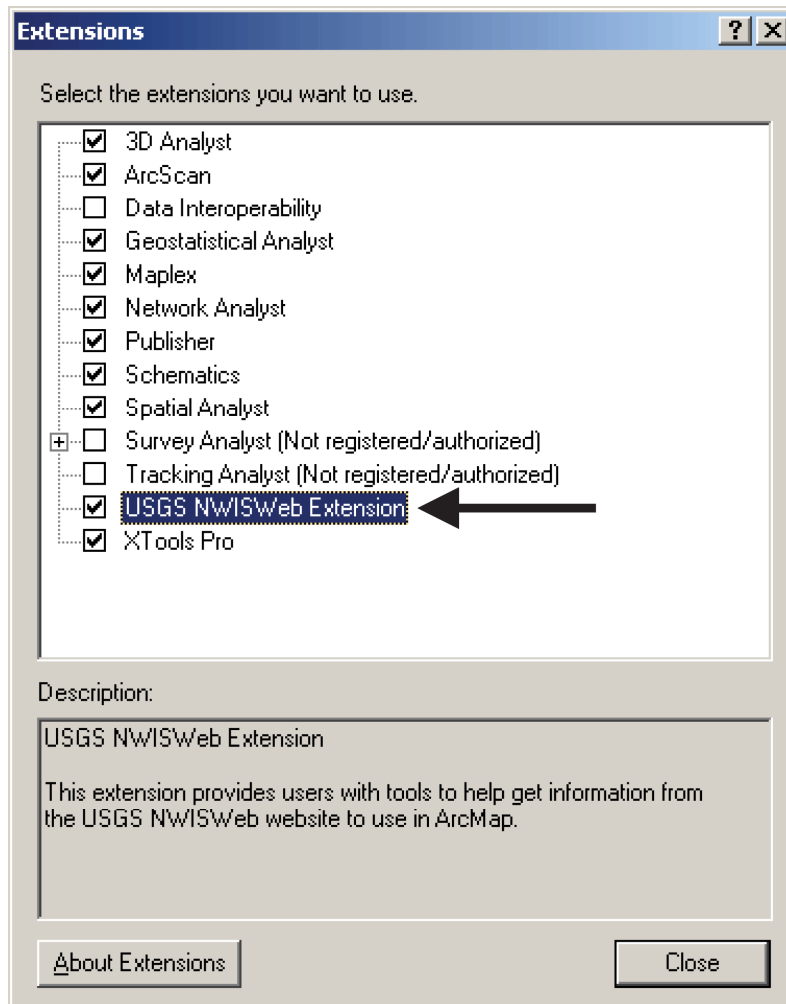 Extensions
Select the extensions you want to use.
3D Analyst
ArcScan
Data Interoperability
Geostatistical Analyst
Maplex
Network Analyst
Publisher
Schematics
Spatial Analyst
Survey Analyst (Not registered/authorized)
Tracking Analyst (Not registered/authorized)
USGS NWISWeb Extension
XTools Pro
Description:
USGS NWISWeb Extension
This extension provides users with tools to help get information from
the USGS NWISWeb website to use in ArcMap.
About Extensions
Close